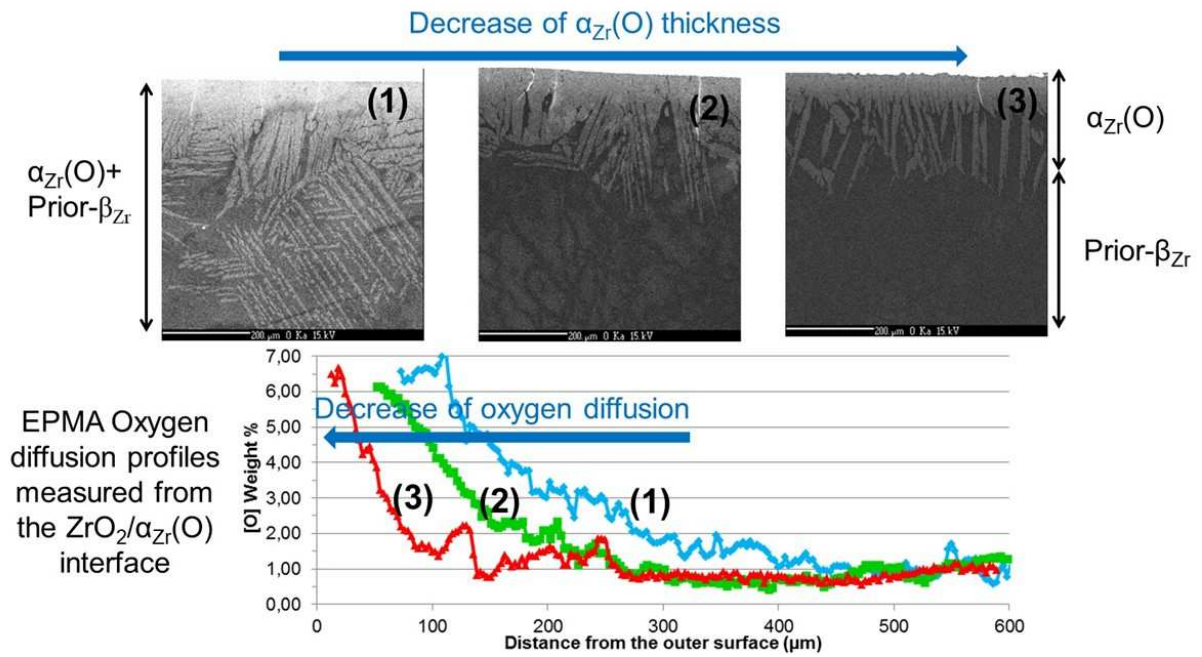 Decrease of αZr(O) thickness
(1)
(2)
(3)
αZr(O)+
Prior-βZr
αZr(O)
Prior-βZr
200.µm O Ka 15.kV
200.µm O Ka 15.kV
200.µm O Ka 15.kV
EPMA Oxygen
diffusion profiles
measured from
the ZrO₂/αZr(O)
interface
[O] Weight %
7,00
6,00
5,00
4,00
3,00
2,00
1,00
0,00
Decrease of oxygen diffusion
(3)
(2)
(1)
0 100 200 300 400 500 600
Distance from the outer surface (µm)